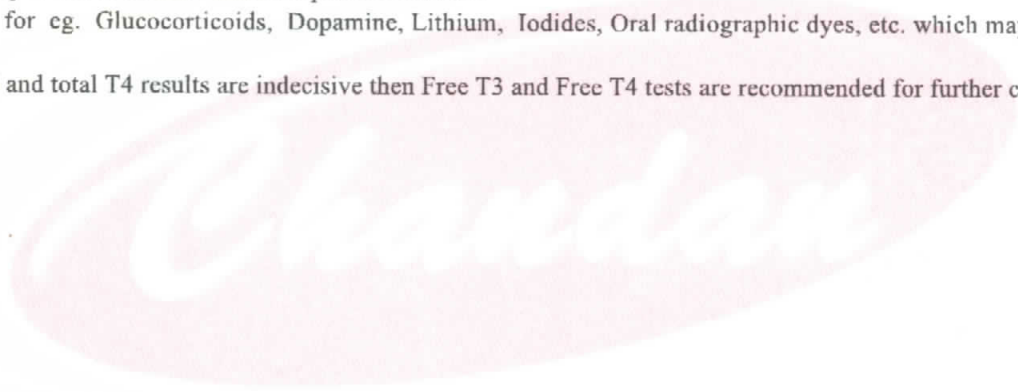 for eg. Glucocorticoids, Dopamine, Lithium, Iodides, Oral radiographic dyes, etc. which
and total T4 results are indecisive then Free T3 and Free T4 tests are recommended for further
Chandan